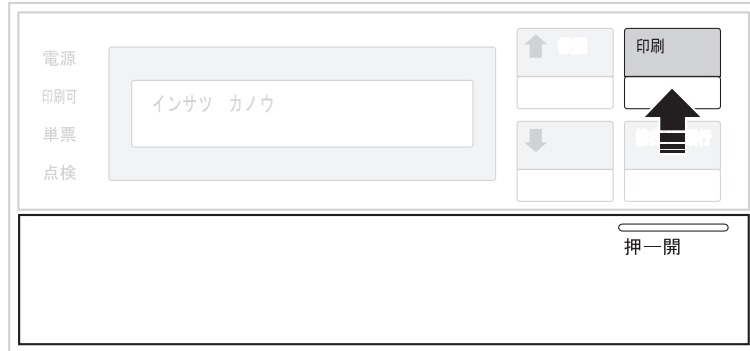 電源
印刷可
単票
点検
インサツ カノウ
印刷
押一開